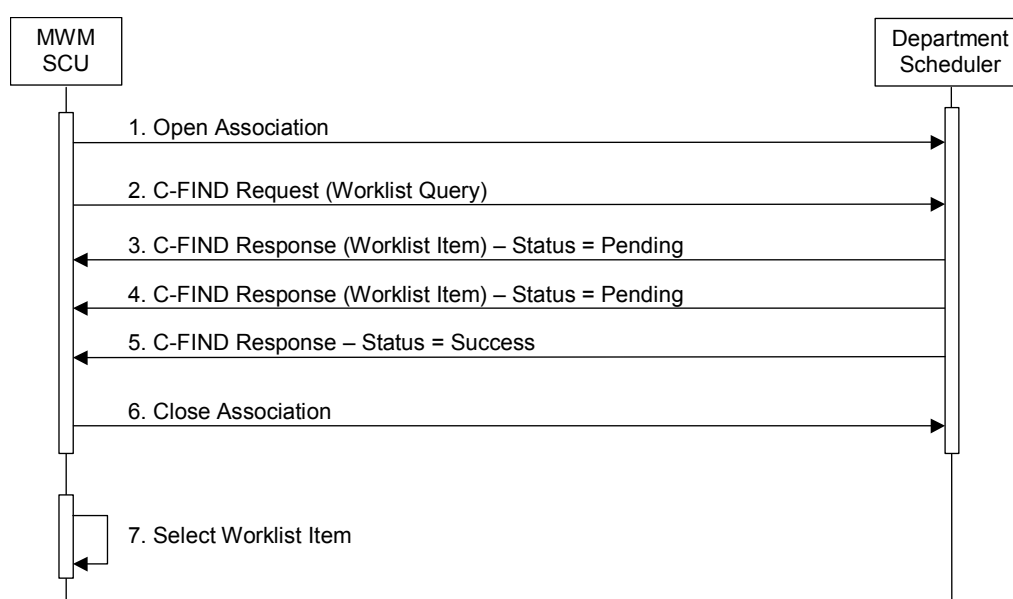 MWM
SCU
Department
Scheduler
1. Open Association
2. C-FIND Request (Worklist Query)
3. C-FIND Response (Worklist Item) – Status = Pending
4. C-FIND Response (Worklist Item) – Status = Pending
5. C-FIND Response – Status = Success
6. Close Association
7. Select Worklist Item